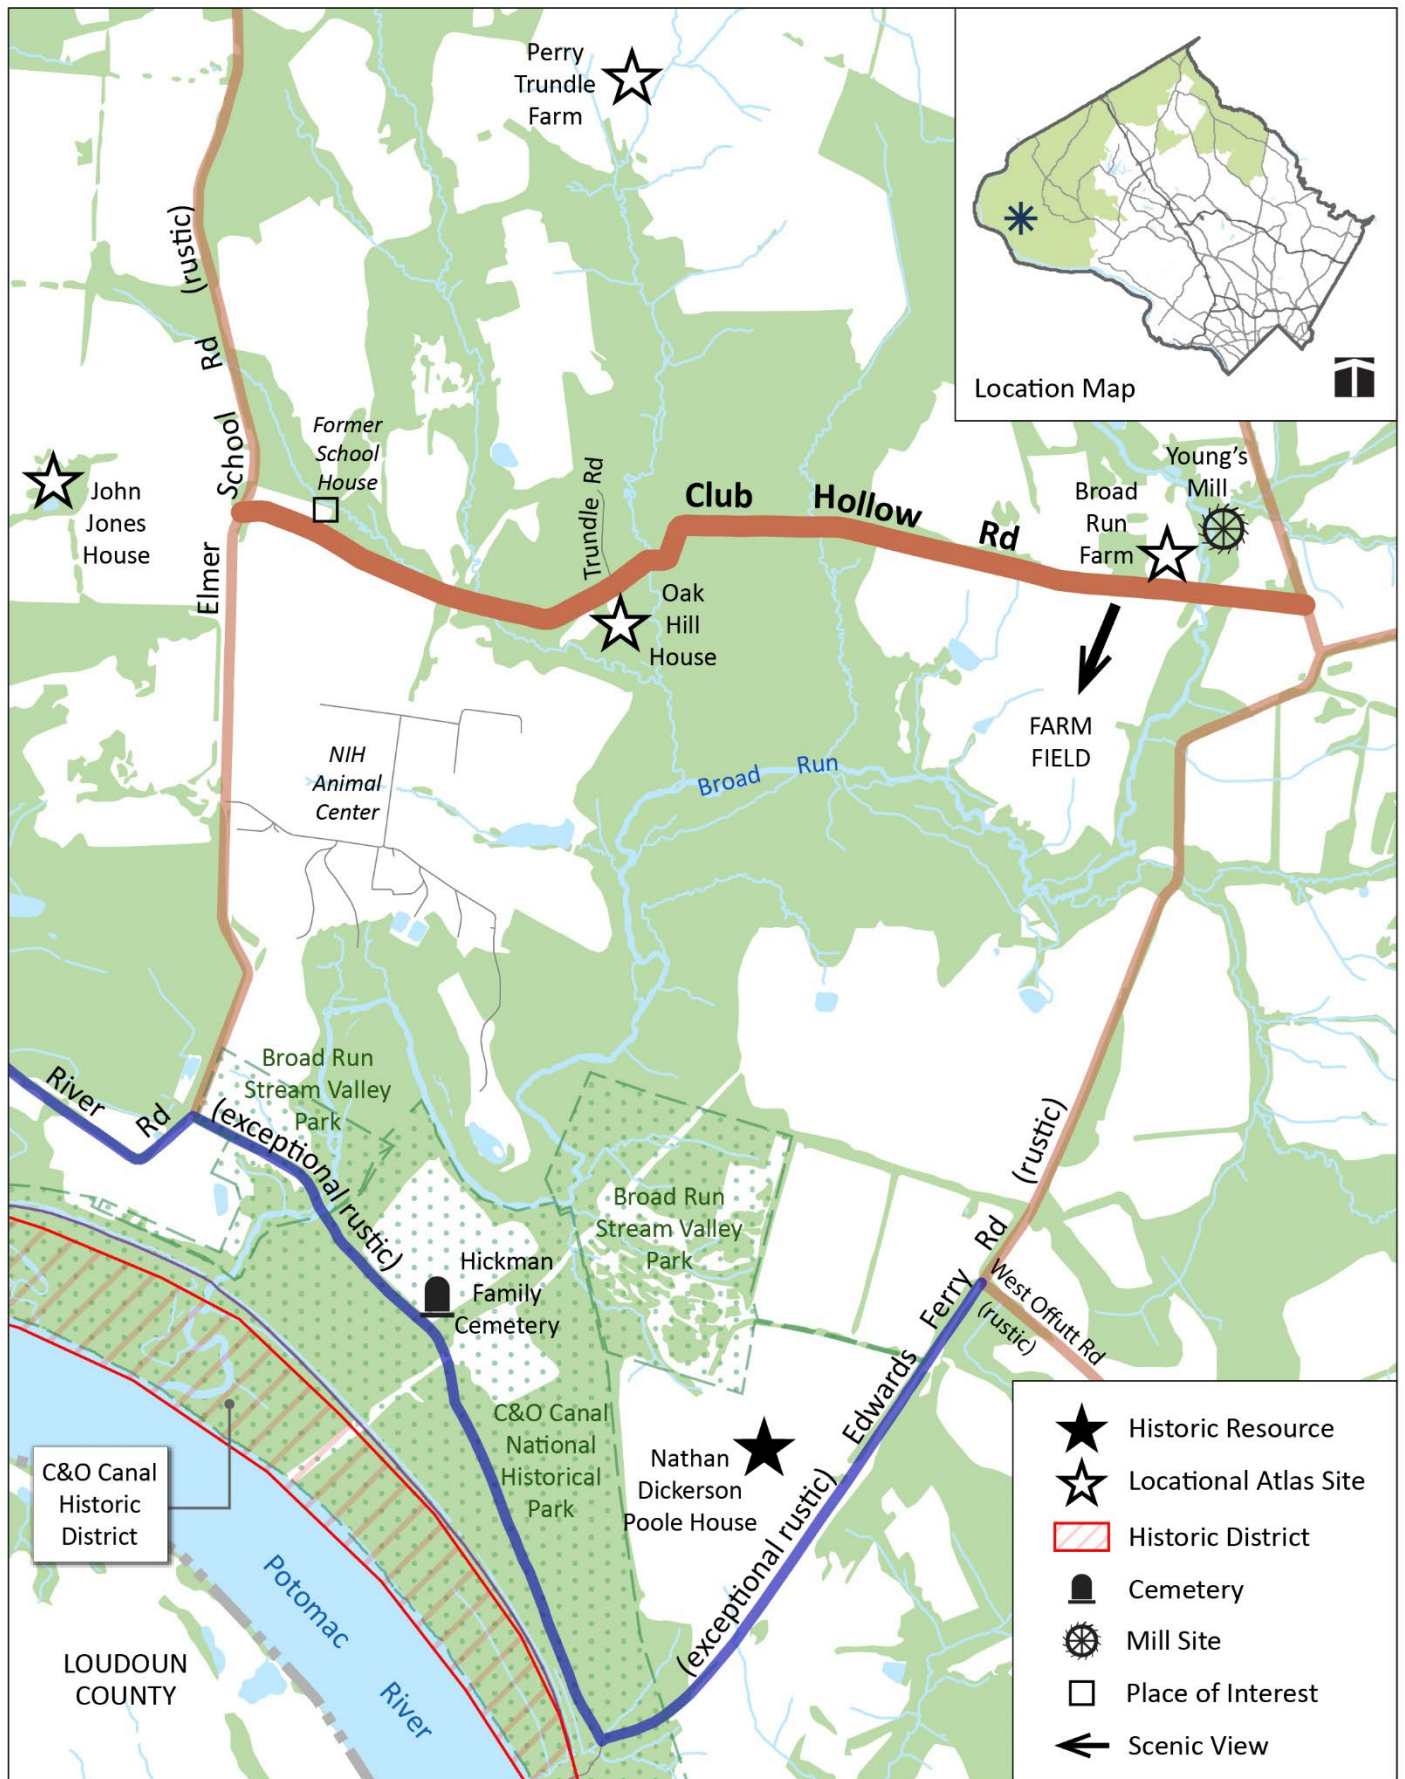 Perry
Trundle
Farm
Location Map
(rustic)
Elmer School Rd
Former
School
House
John
Jones
House
Trundle Rd
Club Hollow Rd
Broad
Run
Farm
Young's
Mill
Oak
Hill
House
FARM
FIELD
NIH
Animal
Center
Broad Run
River Rd
(exceptional rustic)
Broad Run
Stream Valley
Park
Broad Run
Stream Valley
Park
(rustic)
Hickman
Family
Cemetery
Edwards Ferry Rd
(exceptional rustic)
West Offutt Rd
(rustic)
C&O Canal
National
Historical
Park
Nathan
Dickerson
Poole House
C&O Canal
Historic
District
Potomac River
LOUDOUN
COUNTY
Historic Resource
Locational Atlas Site
Historic District
Cemetery
Mill Site
Place of Interest
Scenic View